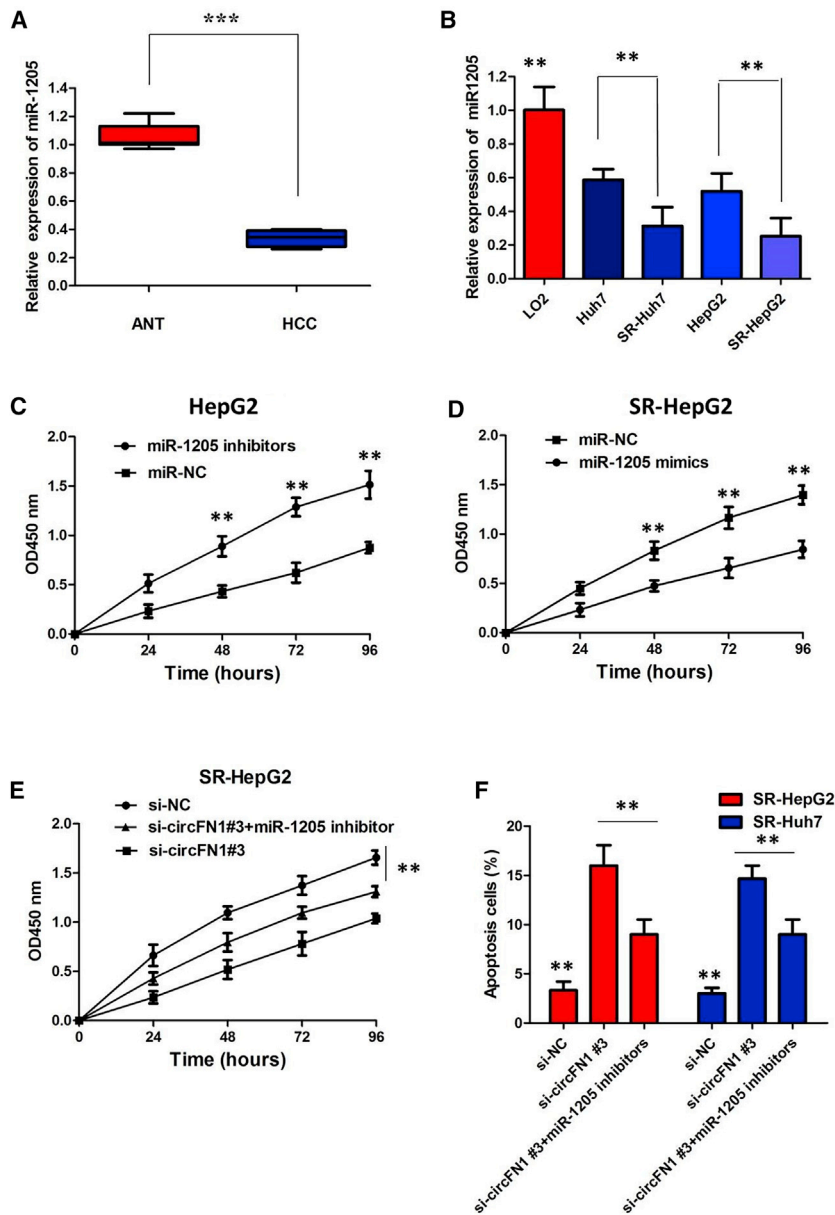 A
***
Relative expression of miR-1205
1.4
1.2
1.0
0.8
0.6
0.4
0.2
0.0
ANT
HCC
B
**
**
**
Relative expression of miR1205
1.2
1.0
0.8
0.6
0.4
0.2
0.0
LO2
Huh7
SR-Huh7
HepG2
SR-HepG2
C
HepG2
miR-1205 inhibitors
miR-NC
**
**
**
OD450 nm
2.0
1.5
1.0
0.5
0.0
0
24
48
72
96
Time (hours)
D
SR-HepG2
miR-NC
miR-1205 mimics
**
**
**
OD450 nm
2.0
1.5
1.0
0.5
0.0
0
24
48
72
96
Time (hours)
E
SR-HepG2
si-NC
si-circFN1#3+miR-1205 inhibitor
si-circFN1#3
**
OD450 nm
2.0
1.5
1.0
0.5
0.0
0
24
48
72
96
Time (hours)
F
SR-HepG2
SR-Huh7
**
**
**
**
Apoptosis cells (%)
20
15
10
5
0
si-NC
si-circFN1 #3
si-circFN1 #3+miR-1205 inhibitors
si-NC
si-circFN1 #3
si-circFN1 #3+miR-1205 inhibitors